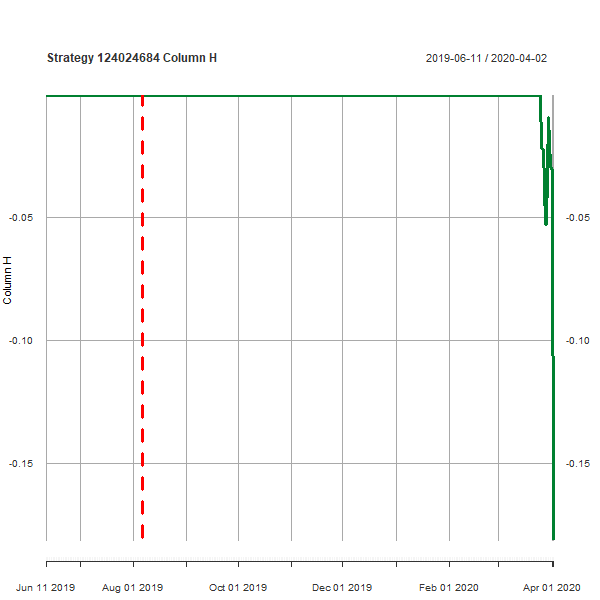 Strategy 124024684 Column H
2019-06-11 / 2020-04-02
-0.05
-0.05
Column H
-0.10
-0.10
-0.15
-0.15
Jun 11 2019
Aug 01 2019
Oct 01 2019
Dec 01 2019
Feb 01 2020
Apr 01 2020